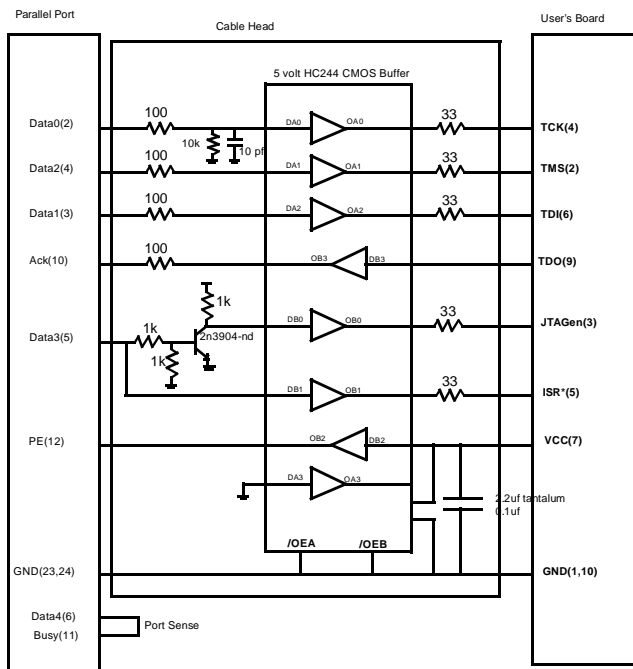 Parallel Port
Cable Head
User's Board
5 volt HC244 CMOS Buffer
Data0(2)
100
10k
10 pf
DA0
OA0
33
TCK(4)
Data2(4)
100
DA1
OA1
33
TMS(2)
Data1(3)
100
DA2
OA2
33
TDI(6)
Ack(10)
100
OB3
DB3
TDO(9)
1k
Data3(5)
1k
1k
2n3904-nd
DB0
OB0
33
JTAGen(3)
DB1
OB1
33
ISR*(5)
PE(12)
OB2
DB2
VCC(7)
DA3
OA3
2.2uf tantalum
0.1uf
/OEA
/OEB
GND(23,24)
GND(1,10)
Data4(6)
Busy(11)
Port Sense